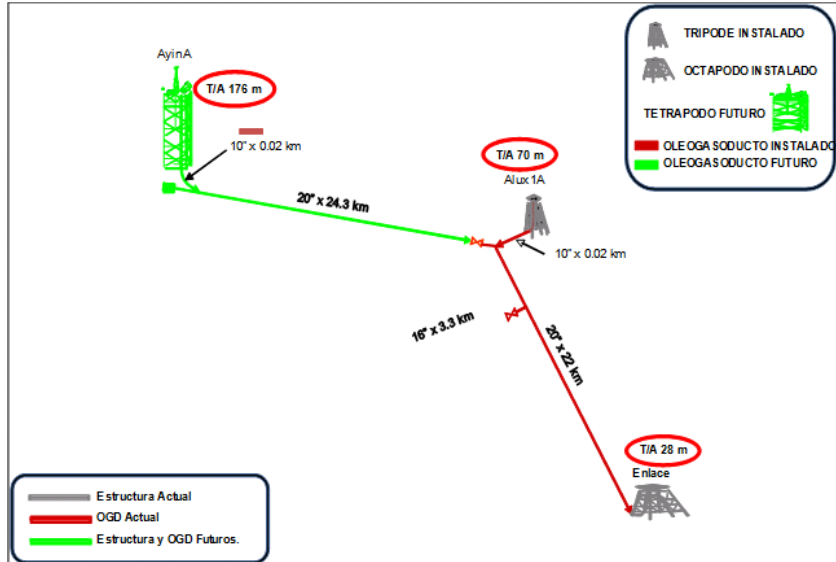 AyinA
T/A 176 m
10" x 0.02 km
20" x 24.3 km
T/A 70 m
Alux1A
10" x 0.02 km
16" x 3.3 km
20" x 22 km
T/A 28 m
Enlace
TRIPODE INSTALADO
OCTAPODO INSTALADO
TETRAPODO FUTURO
OLEOGASODUCTO INSTALADO
OLEOGASODUCTO FUTURO
Estructura Actual
OGD Actual
Estructura y OGD Futuros.